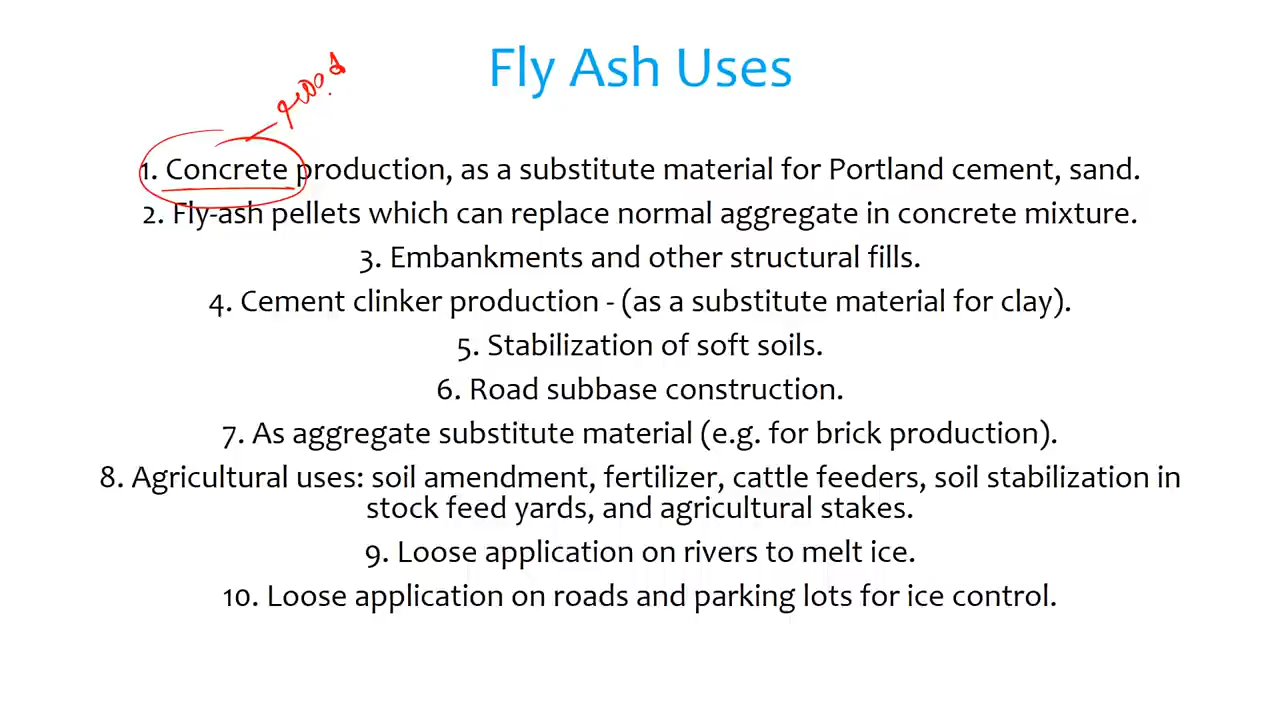 Fly Ash Uses
1. Concrete production, as a substitute material for Portland cement, sand.
2. Fly-ash pellets which can replace normal aggregate in concrete mixture.
3. Embankments and other structural fills.
4. Cement clinker production - (as a substitute material for clay).
5. Stabilization of soft soils.
6. Road subbase construction.
7. As aggregate substitute material (e.g. for brick production).
8. Agricultural uses: soil amendment, fertilizer, cattle feeders, soil stabilization in
stock feed yards, and agricultural stakes.
9. Loose application on rivers to melt ice.
10. Loose application on roads and parking lots for ice control.